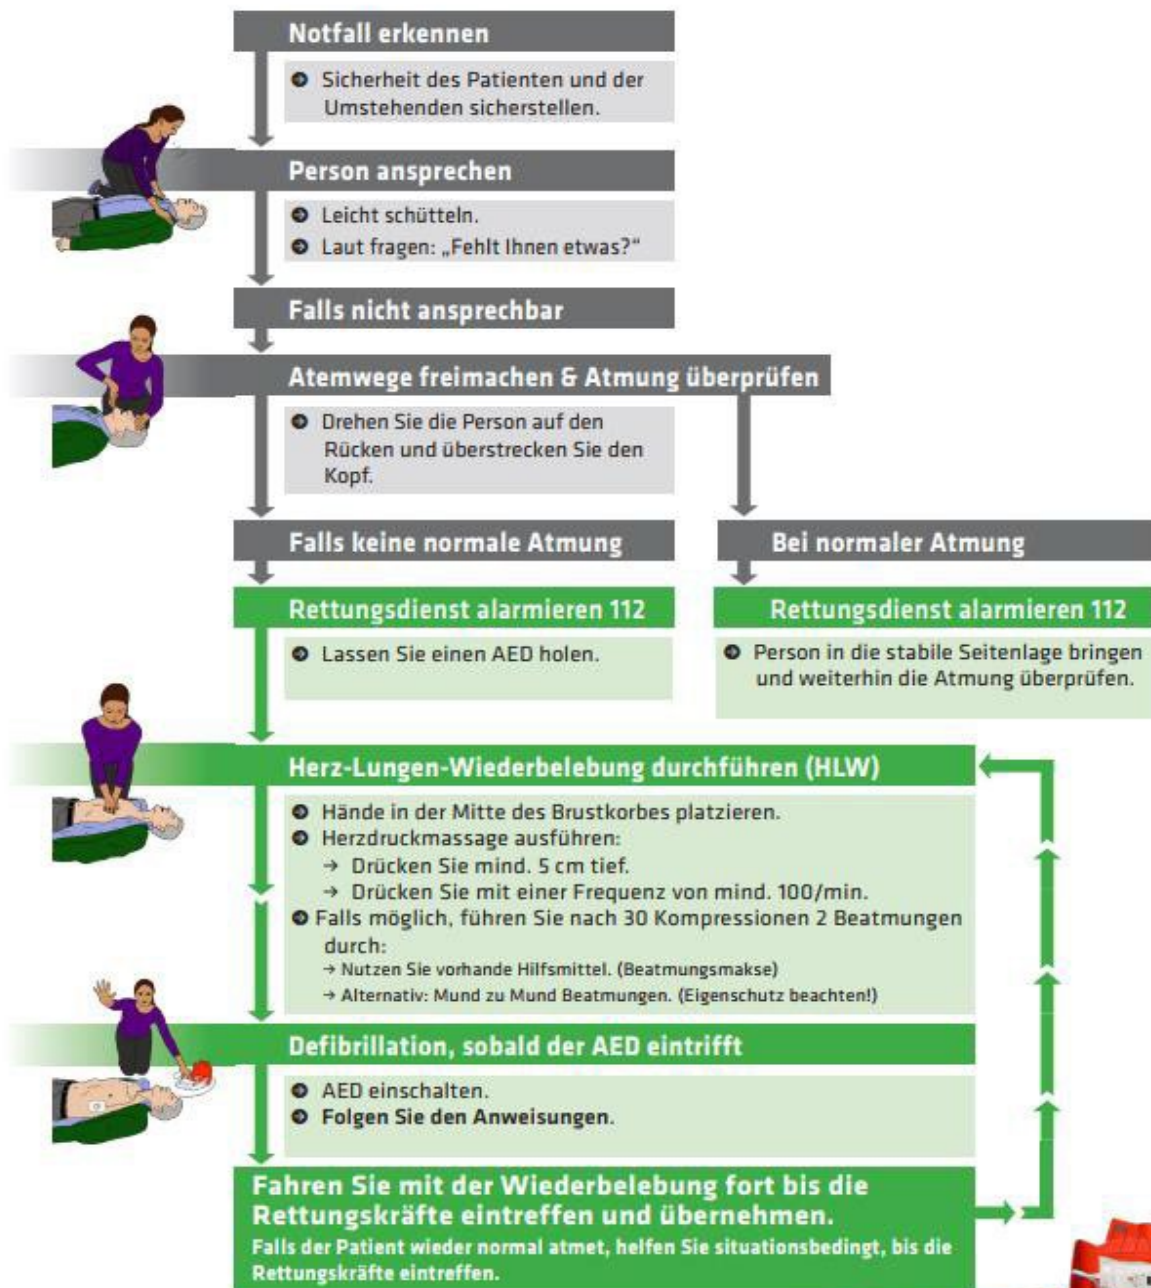 Notfall erkennen
Sicherheit des Patienten und der
Umstehenden sicherstellen.
Person ansprechen
Leicht schütteln.
Laut fragen: „Fehlt Ihnen etwas?“
Falls nicht ansprechbar
Atemwege freimachen & Atmung überprüfen
Drehen Sie die Person auf den
Rücken und überstrecken Sie den
Kopf.
Falls keine normale Atmung
Rettungsdienst alarmieren 112
Lassen Sie einen AED holen.
Bei normaler Atmung
Rettungsdienst alarmieren 112
Person in die stabile Seitenlage bringen
und weiterhin die Atmung überprüfen.
Herz-Lungen-Wiederbelebung durchführen (HLW)
Hände in der Mitte des Brustkorbes platzieren.
Herzdruckmassage ausführen:
→ Drücken Sie mind. 5 cm tief.
→ Drücken Sie mit einer Frequenz von mind. 100/min.
Falls möglich, führen Sie nach 30 Kompressionen 2 Beatmungen
durch:
→ Nutzen Sie vorhande Hilfsmittel. (Beatmungsmakse)
→ Alternativ: Mund zu Mund Beatmungen. (Eigenschutz beachten!)
Defibrillation, sobald der AED eintrifft
AED einschalten.
Folgen Sie den Anweisungen.
Fahren Sie mit der Wiederbelebung fort bis die
Rettungskräfte eintreffen und übernehmen.
Falls der Patient wieder normal atmet, helfen Sie situationsbedingt, bis die
Rettungskräfte eintreffen.